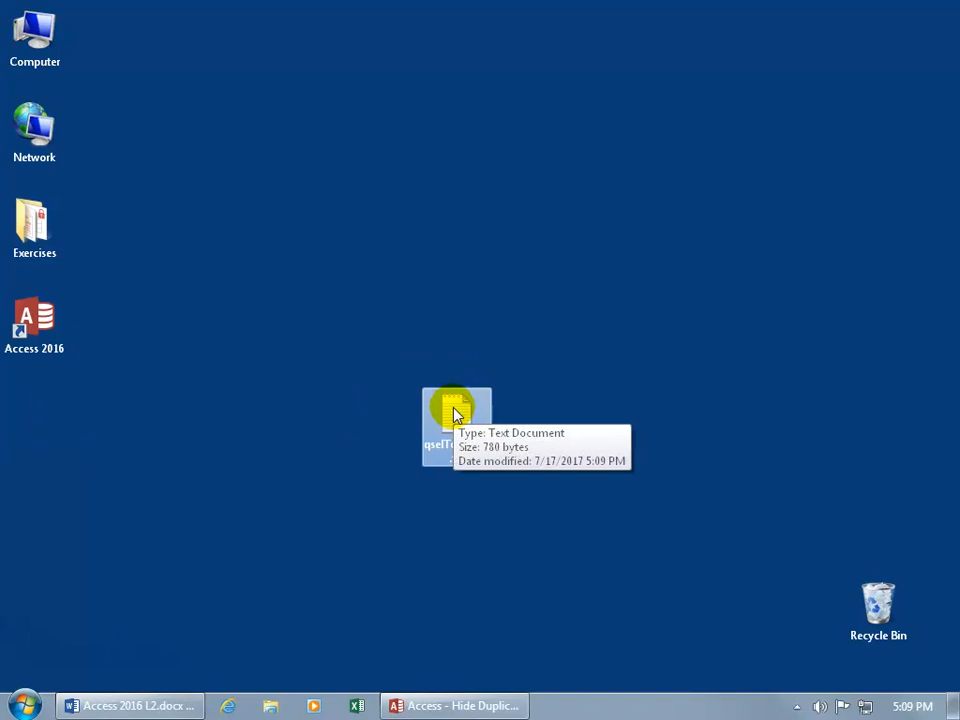 Computer
Network
Exercises
Access 2016
Type: Text Document
Size: 780 bytes
Date modified: 7/17/2017 5:09 PM
Recycle Bin
Access 2016 L2.docx ...
Access - Hide Duplic...
5:09 PM